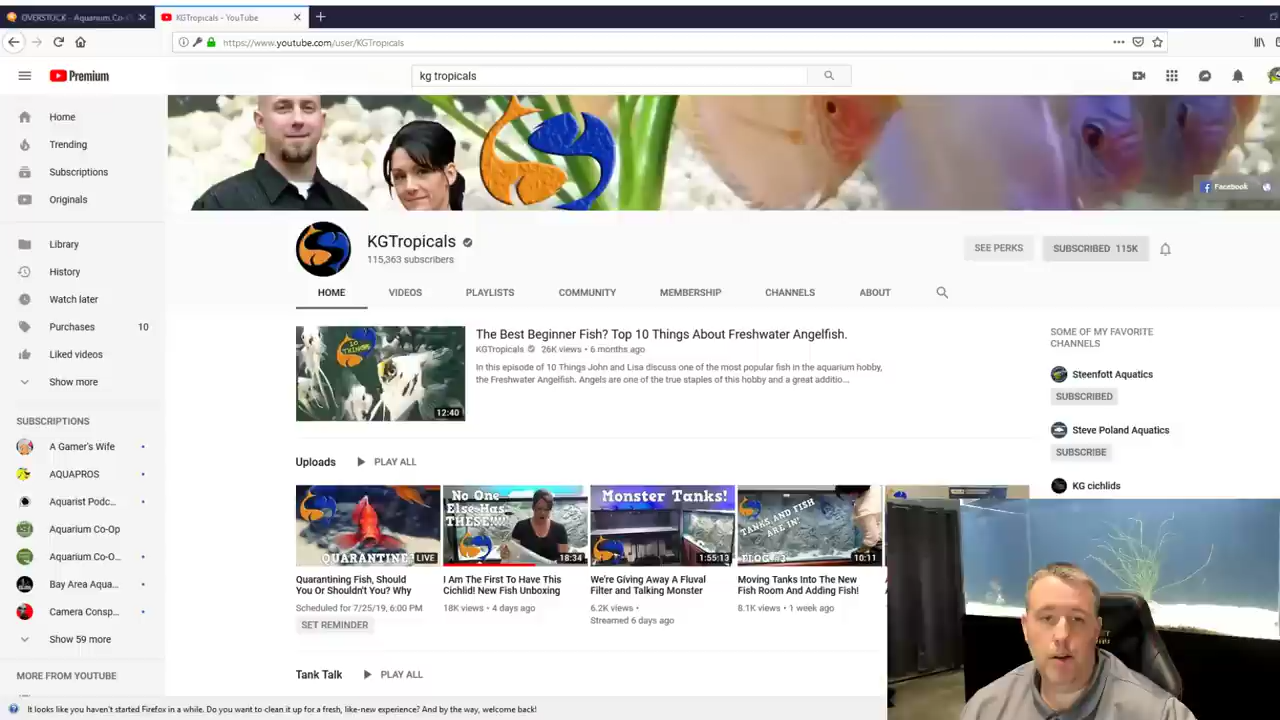 OVERSTOCK - Aquarium Co-
KGTropicals - YouTube
https://www.youtube.com/user/KGTropicals
Premium
kg tropicals
Home
Trending
Subscriptions
Originals
Library
History
Watch later
Purchases 10
Liked videos
Show more
SUBSCRIPTIONS
A Gamer's Wife
AQUAPROS
Aquarist Podc...
Aquarium Co-Op
Aquarium Co-O...
Bay Area Aqua...
Camera Consp...
Show 59 more
MORE FROM YOUTUBE
Facebook
KGTropicals
115,363 subscribers
SEE PERKS
SUBSCRIBED 115K
HOME VIDEOS PLAYLISTS COMMUNITY MEMBERSHIP CHANNELS ABOUT
10 THINGS
12:40
The Best Beginner Fish? Top 10 Things About Freshwater Angelfish.
KGTropicals 26K views • 6 months ago
In this episode of 10 Things John and Lisa discuss one of the most popular fish in the aquarium hobby,
the Freshwater Angelfish. Angels are one of the true staples of this hobby and a great additio...
SOME OF MY FAVORITE
CHANNELS
Steenfott Aquatics
SUBSCRIBED
Steve Poland Aquatics
SUBSCRIBE
KG cichlids
Uploads PLAY ALL
QUARANTINE
LIVE
Quarantining Fish, Should
You Or Shouldn't You? Why
Scheduled for 7/25/19, 6:00 PM
SET REMINDER
No One
Else Has
THESE!!!!
18:34
I Am The First To Have This
Cichlid! New Fish Unboxing
18K views • 4 days ago
Monster Tanks!
1:55:13
We're Giving Away A Fluval
Filter and Talking Monster
6.2K views •
Streamed 6 days ago
TANKS AND FISH
ARE IN!
FLOG #3
10:11
Moving Tanks Into The New
Fish Room And Adding Fish!
8.1K views • 1 week ago
Tank Talk PLAY ALL
It looks like you haven't started Firefox in a while. Do you want to clean it up for a fresh, like-new experience? And by the way, welcome back!